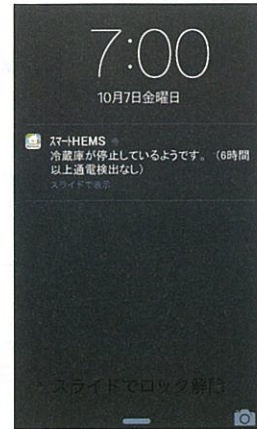 7:00
10月7日金曜日
スマートHEMS 今
冷蔵庫が停止しているようです。（6時間
以上通電検出なし）
スライドで表示
スライドでロック解除